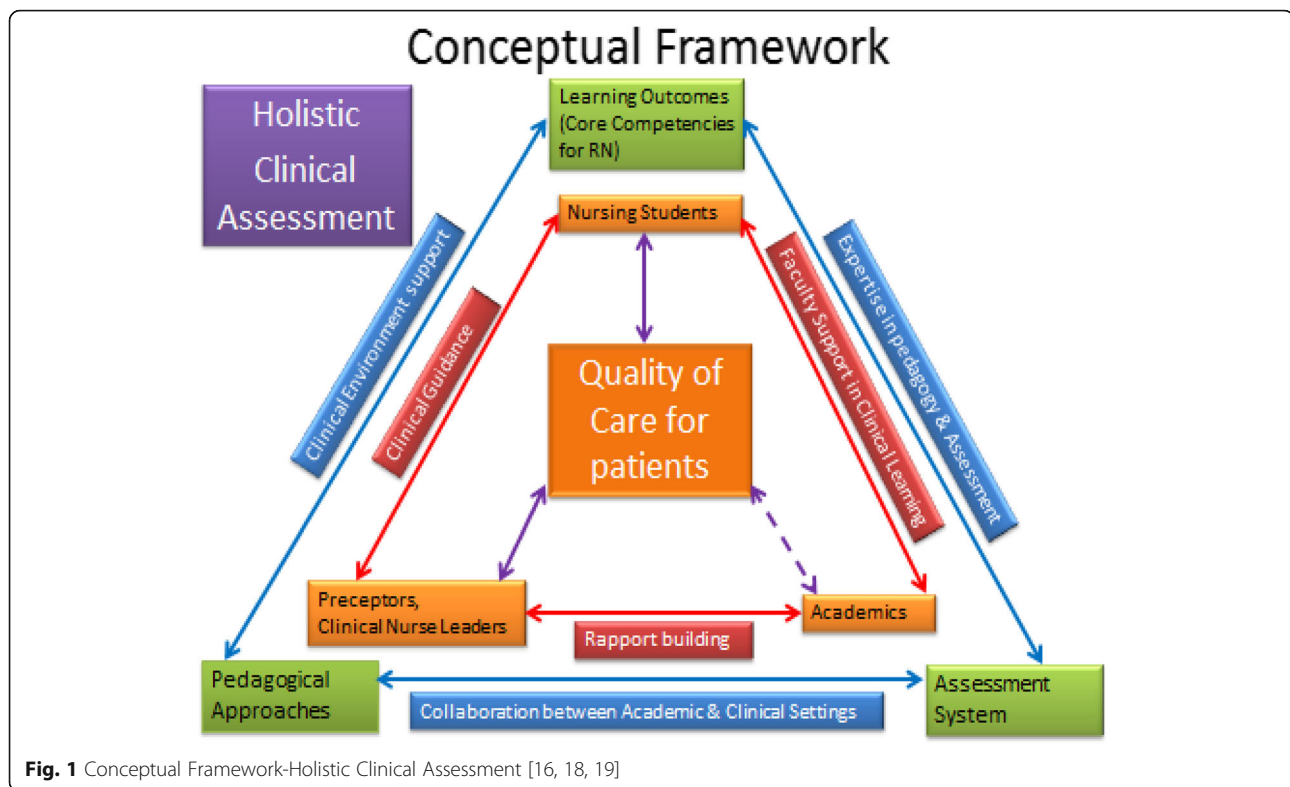 Conceptual Framework
Holistic
Clinical
Assessment
Learning Outcomes
(Core Competencies
for RN)
Nursing Students
Clinical Environment support
Clinical Guidance
Faculty Support in Clinical Learning
Expertise in pedagogy & Assessment
Quality of
Care for
patients
Preceptors,
Clinical Nurse Leaders
Academics
Rapport building
Pedagogical
Approaches
Collaboration between Academic & Clinical Settings
Assessment
System
Fig. 1 Conceptual Framework-Holistic Clinical Assessment [16, 18, 19]